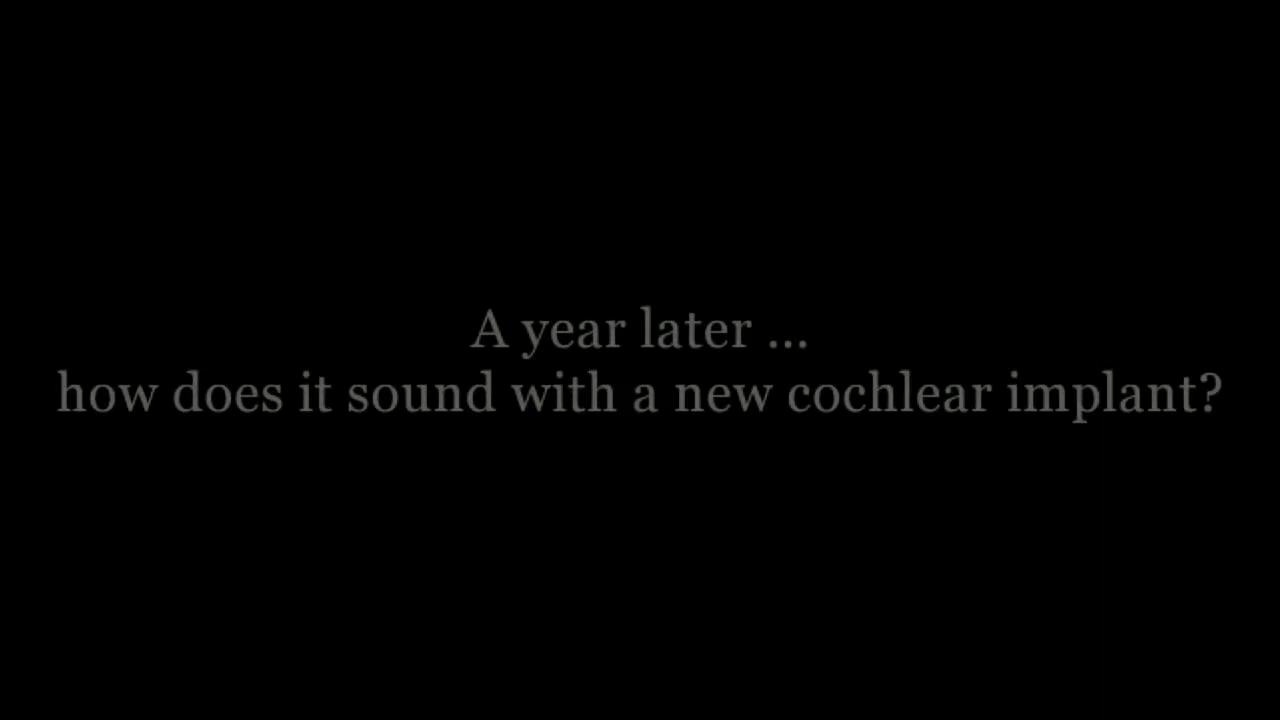 A year later ...
how does it sound with a new cochlear implant?